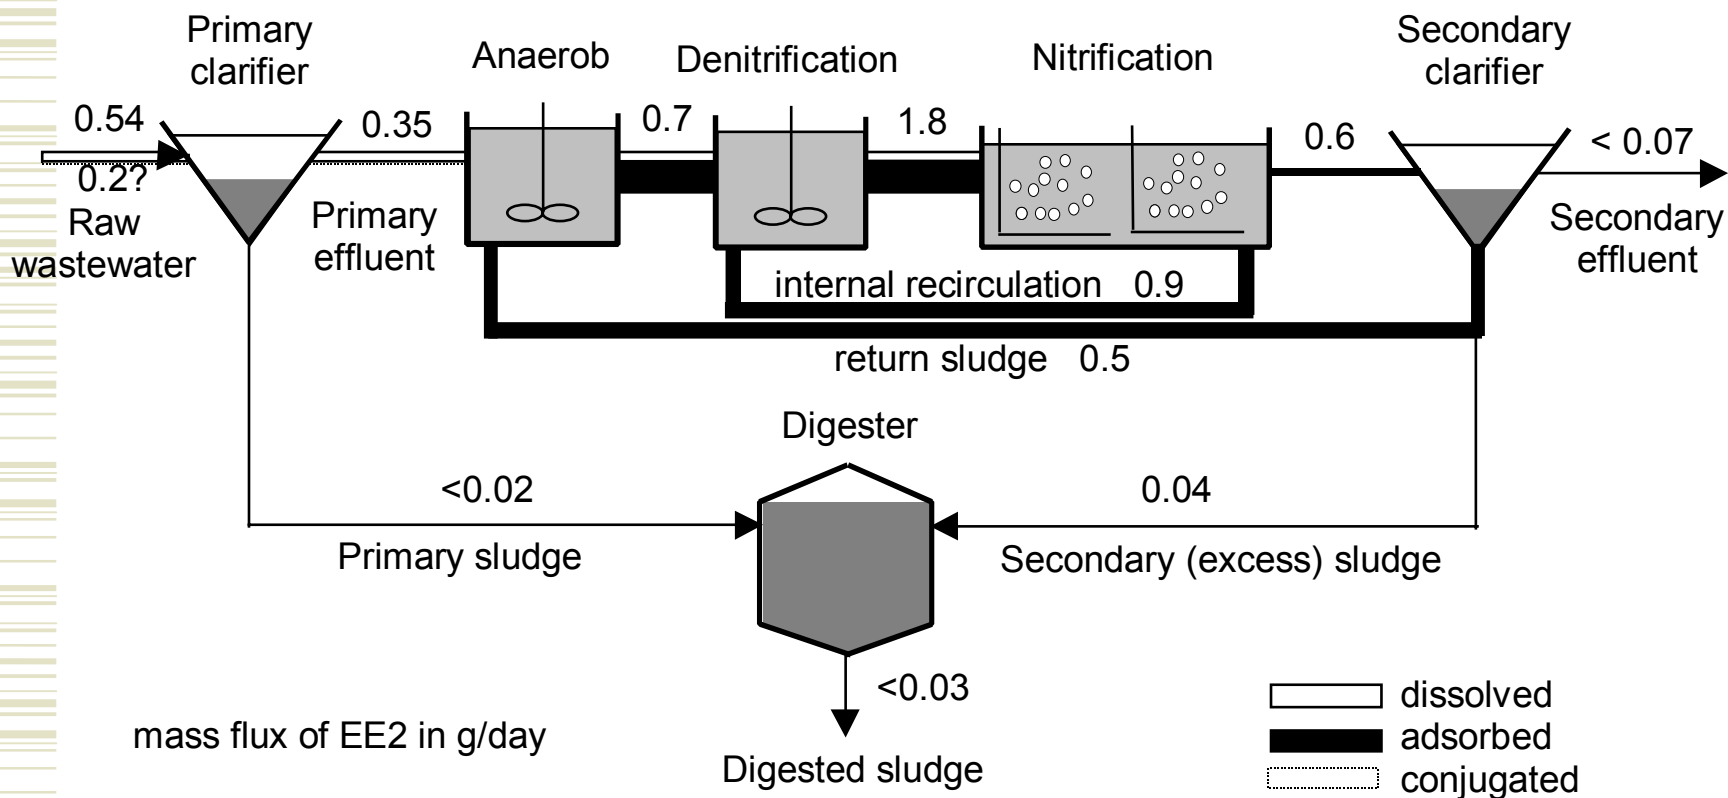 Primary
clarifier
Anaerob
Denitrification
Nitrification
Secondary
clarifier
0.54
0.35
0.7
1.8
0.6
< 0.07
0.2?
Raw
wastewater
Primary
effluent
Secondary
effluent
internal recirculation 0.9
return sludge 0.5
Digester
<0.02
0.04
Primary sludge
Secondary (excess) sludge
<0.03
mass flux of EE2 in g/day
Digested sludge
dissolved
adsorbed
conjugated